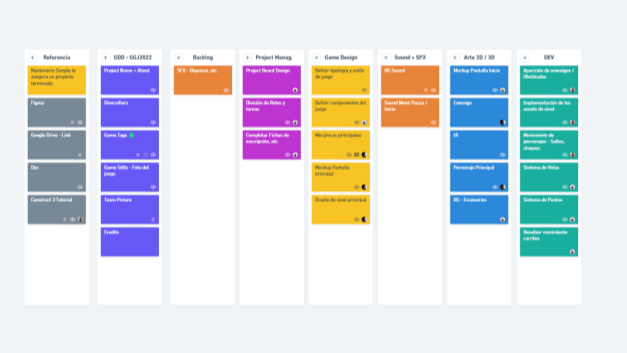 Referencia
Mantenerlo Simple te
asegura un proyecto
terminado.
Figma
Google Drive - Link
Doc
Construct 3 Tutorial
GDD - GGJ2022
Project Name + About
Diversifiers
Game Tags
Game Stills - Foto del
juego
Team Picture
Credits
Backlog
SFX - Disparos, etc.
Project Manag.
Project Board Design
División de Roles y
tareas
Completar Fichas de
inscripción, etc.
Game Design
Definir tipología y estilo
de juego
Definir componentes del
juego
Mecánicas principales
Mockup Pantalla
principal
Diseño de nivel principal
Sound + SFX
BG Sound
Sound Menú Pausa /
Inicio
Arte 2D / 3D
Mockup Pantalla Inicio
Enemigo
UI
Personaje Principal
BG - Escenarios
DEV
Aparición de enemigos /
Obstáculos
Implementación de los
assets de nivel
Movimiento de
personajes - Saltos,
ataques
Sistema de Vidas
Sistema de Puntos
Resolver movimiento
carriles